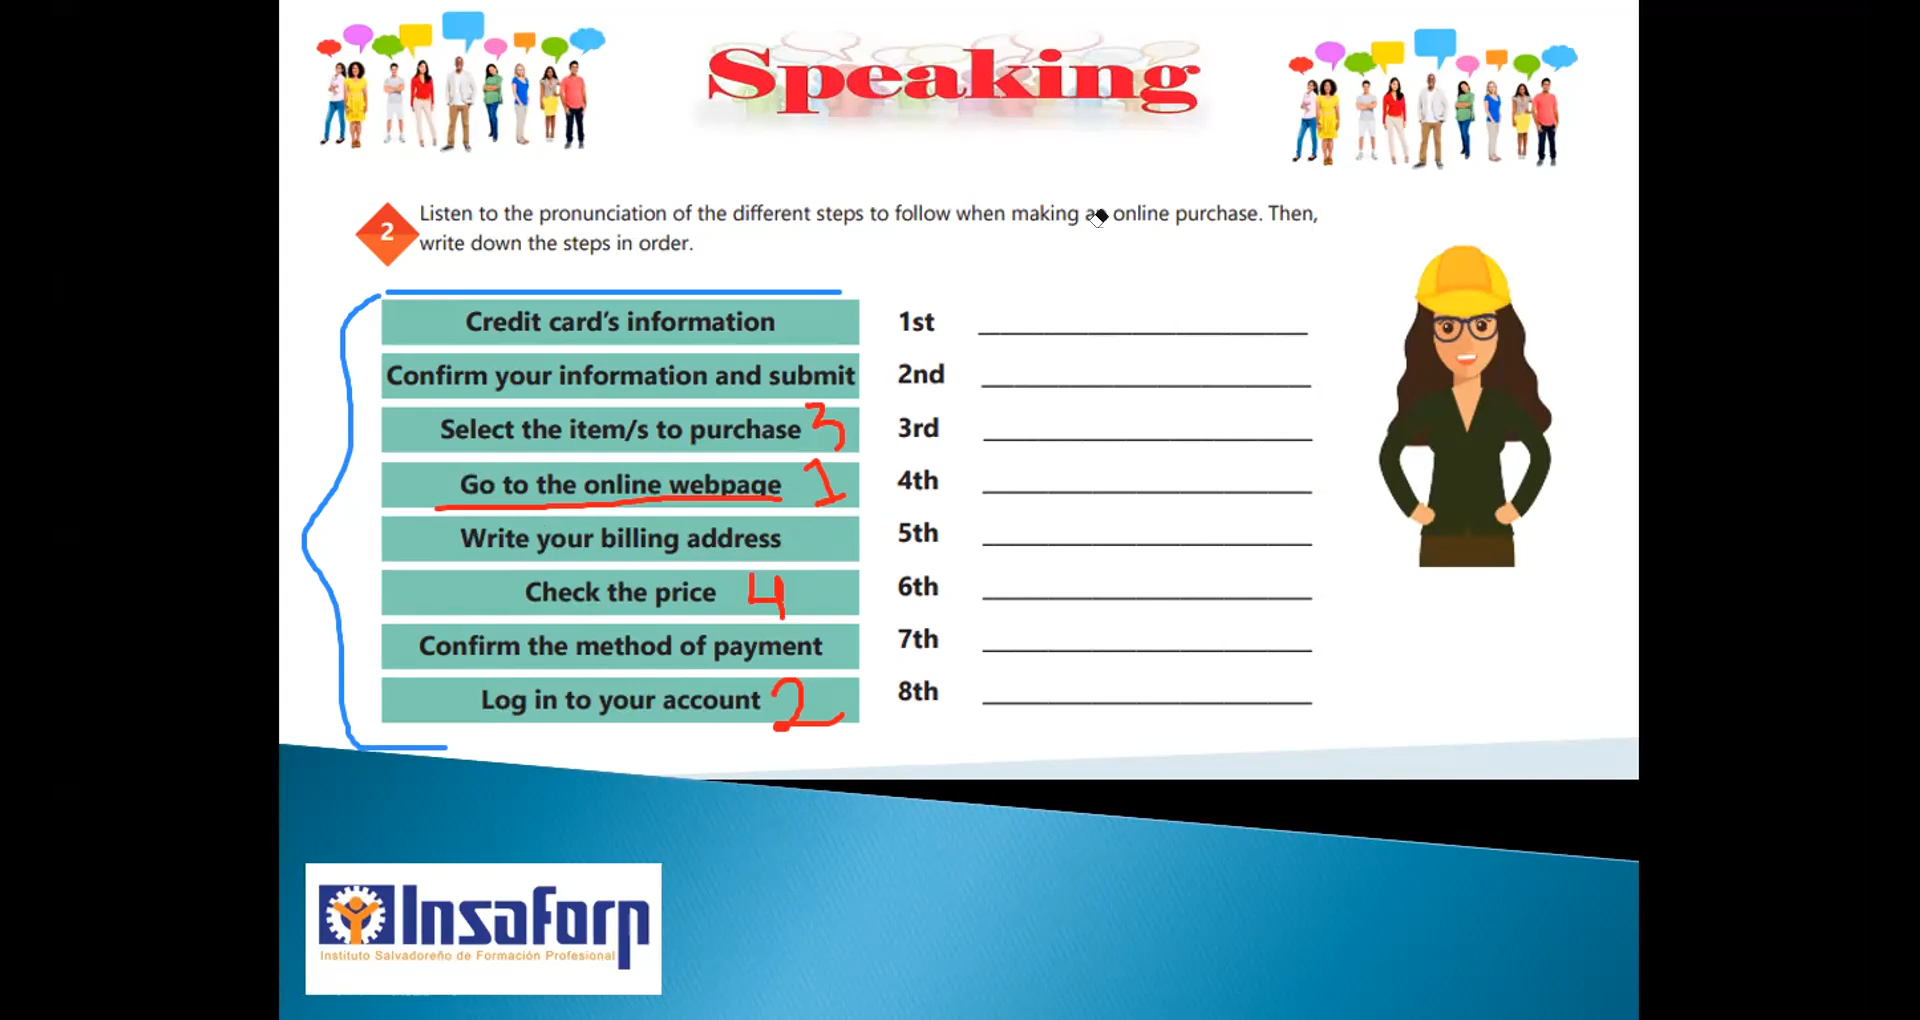 Speaking
2
Listen to the pronunciation of the different steps to follow when making an online purchase. Then,
write down the steps in order.
Credit card's information
Confirm your information and submit
Select the item/s to purchase 3
Go to the online webpage 1
Write your billing address
Check the price 4
Confirm the method of payment
Log in to your account 2
1st
2nd
3rd
4th
5th
6th
7th
8th
Insaforp
Instituto Salvadoreño de Formación Profesional